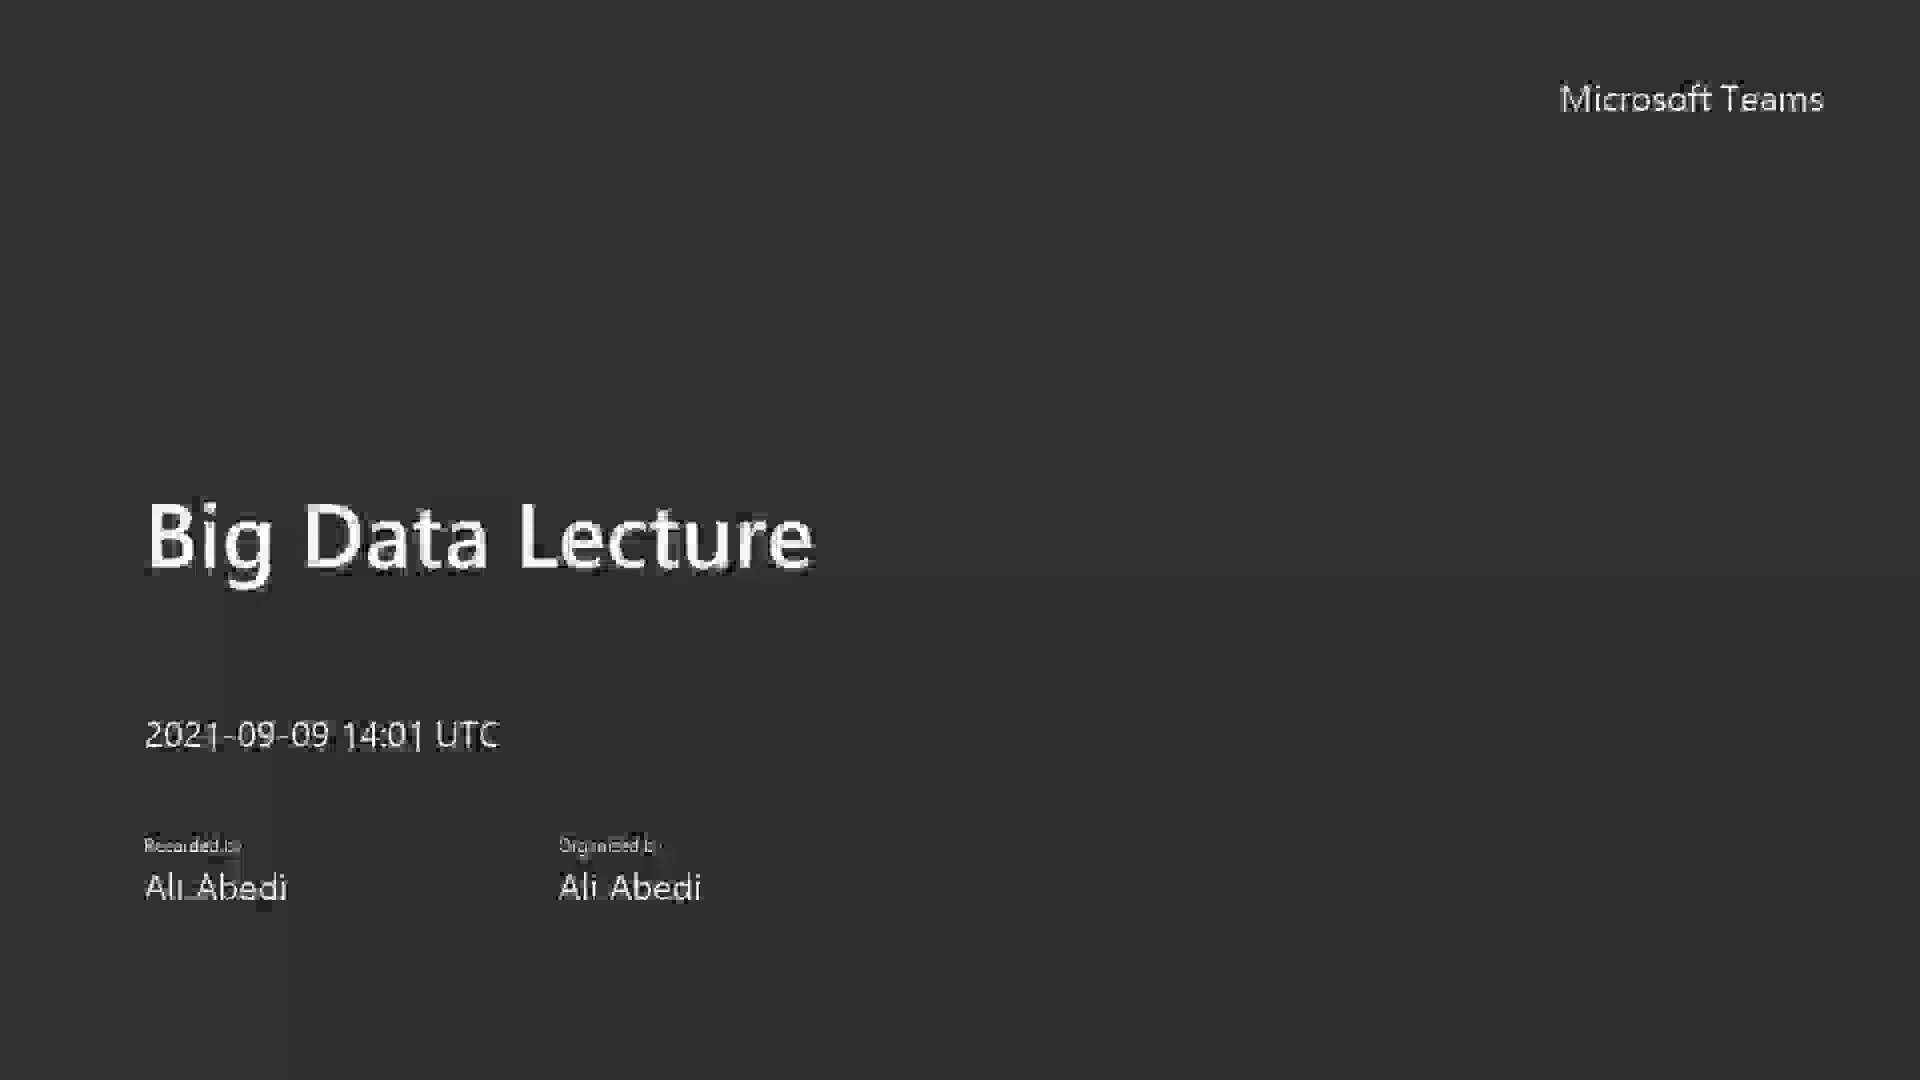 Microsoft Teams
Big Data Lecture
2021-09-09 14:01 UTC
Recorded by
Organized by
Ali Abedi
Ali Abedi